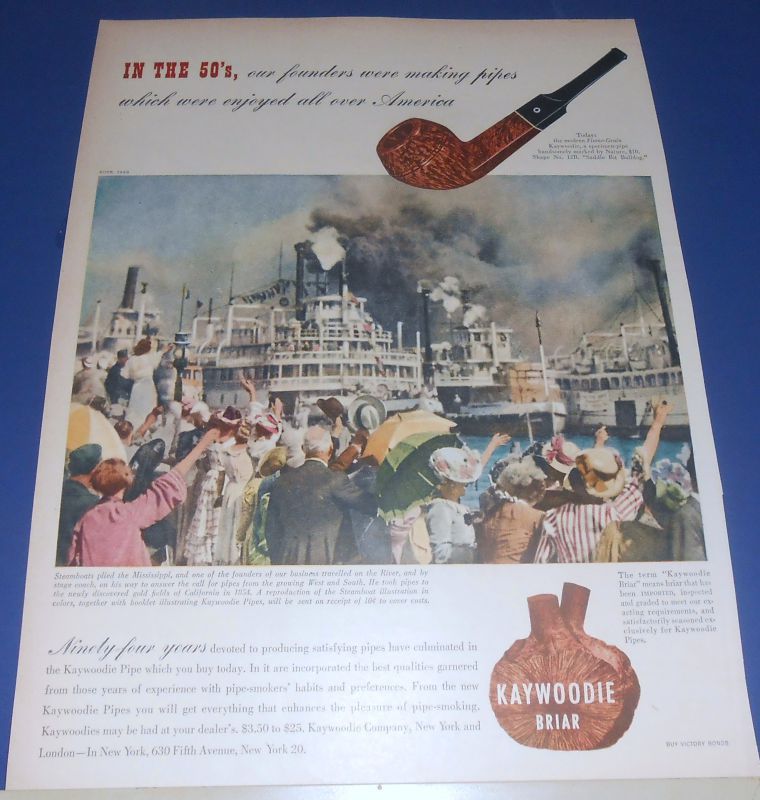 IN THE 50's, our founders were making pipes
which were enjoyed all over America
Today:
the modern Flame-Grain
Kaywoodie, a specimen-pipe
handsomely marked by Nature, $10.
Shape No. 12B, "Saddle Bit Bulldog."
Steamboats plied the Mississippi, and one of the founders of our business travelled on the River, and by
stage coach, on his way to answer the call for pipes from the growing West and South. He took pipes to
the newly discovered gold fields of California in 1854. A reproduction of the Steamboat illustration in
colors, together with booklet illustrating Kaywoodie Pipes, will be sent on receipt of 10¢ to cover costs.
The term "Kaywoodie
Briar" means briar that has
been IMPORTED, inspected
and graded to meet our ex-
acting requirements, and
satisfactorily seasoned ex-
clusively for Kaywoodie
Pipes.
Ninety four years devoted to producing satisfying pipes have culminated in
the Kaywoodie Pipe which you buy today. In it are incorporated the best qualities garnered
from those years of experience with pipe-smokers' habits and preferences. From the new
Kaywoodie Pipes you will get everything that enhances the pleasure of pipe-smoking.
Kaywoodies may be had at your dealer's. $3.50 to $25. Kaywoodie Company, New York and
London—In New York, 630 Fifth Avenue, New York 20.
KAYWOODIE
BRIAR
BUY VICTORY BONDS